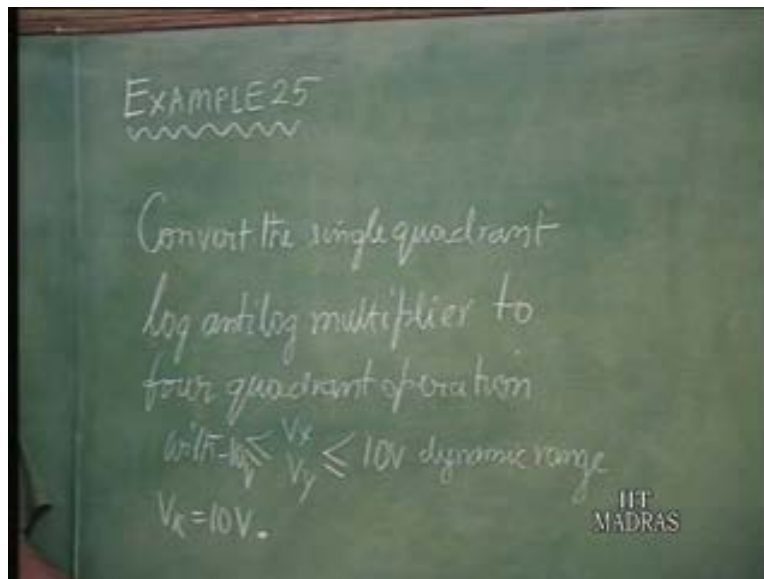 EXAMPLE 25
Convert the single quadrant
log antilog multiplier to
four quadrant operation
with -10V ≤ Vx Vy ≤ 10V dynamic range
VR = 10V.
IIT
MADRAS